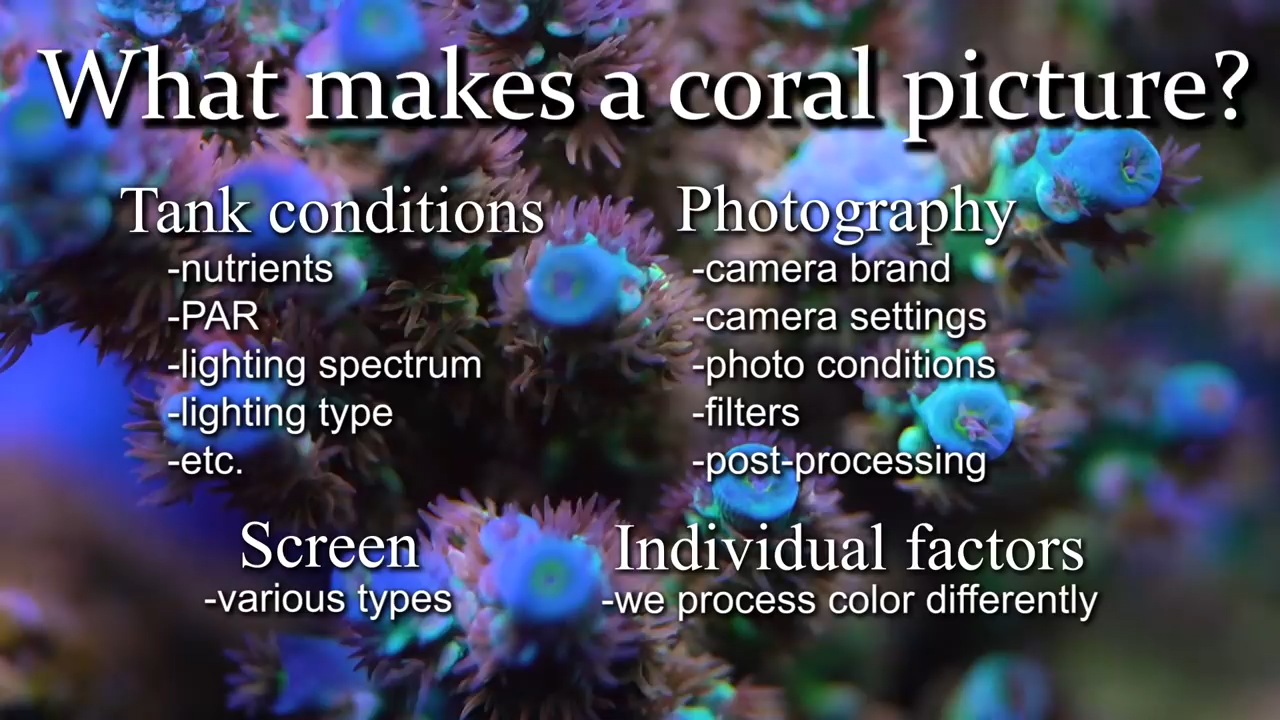 What makes a coral picture?
Tank conditions
-nutrients
-PAR
-lighting spectrum
-lighting type
-etc.
Photography
-camera brand
-camera settings
-photo conditions
-filters
-post-processing
Screen
-various types
Individual factors
-we process color differently